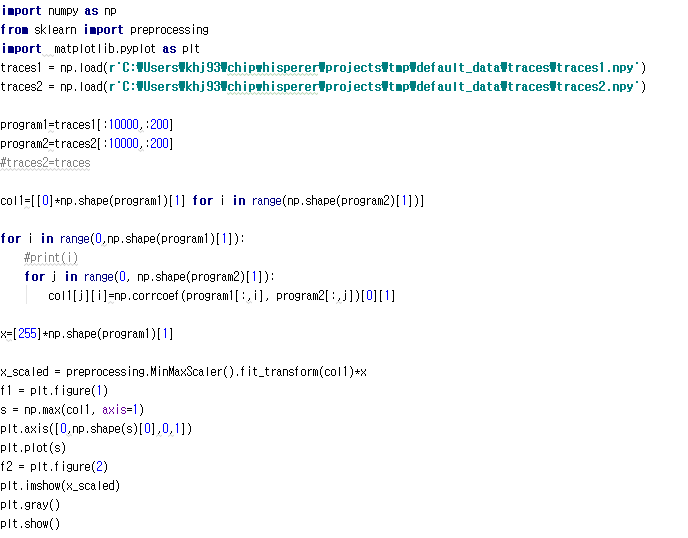 import numpy as np
from sklearn import preprocessing
import  matplotlib.pyplot as plt
traces1 = np.load(r'C:₩Users₩khj93₩chipwhisperer₩projects₩tmp₩default_data₩traces₩traces1.npy')
traces2 = np.load(r'C:₩Users₩khj93₩chipwhisperer₩projects₩tmp₩default_data₩traces₩traces2.npy')
program1=traces1[:10000,:200]
program2=traces2[:10000,:200]
#traces2=traces
col1=[[0]*np.shape(program1)[1] for i in range(np.shape(program2)[1])]
for i in range(0,np.shape(program1)[1]):
    #print(i)
    for j in range(0, np.shape(program2)[1]):
        col1[j][i]=np.corrcoef(program1[:,i], program2[:,j])[0][1]
x=[255]*np.shape(program1)[1]
x_scaled = preprocessing.MinMaxScaler().fit_transform(col1)*x
f1 = plt.figure(1)
s = np.max(col1, axis=1)
plt.axis([0,np.shape(s)[0],0,1])
plt.plot(s)
f2 = plt.figure(2)
plt.imshow(x_scaled)
plt.gray()
plt.show()